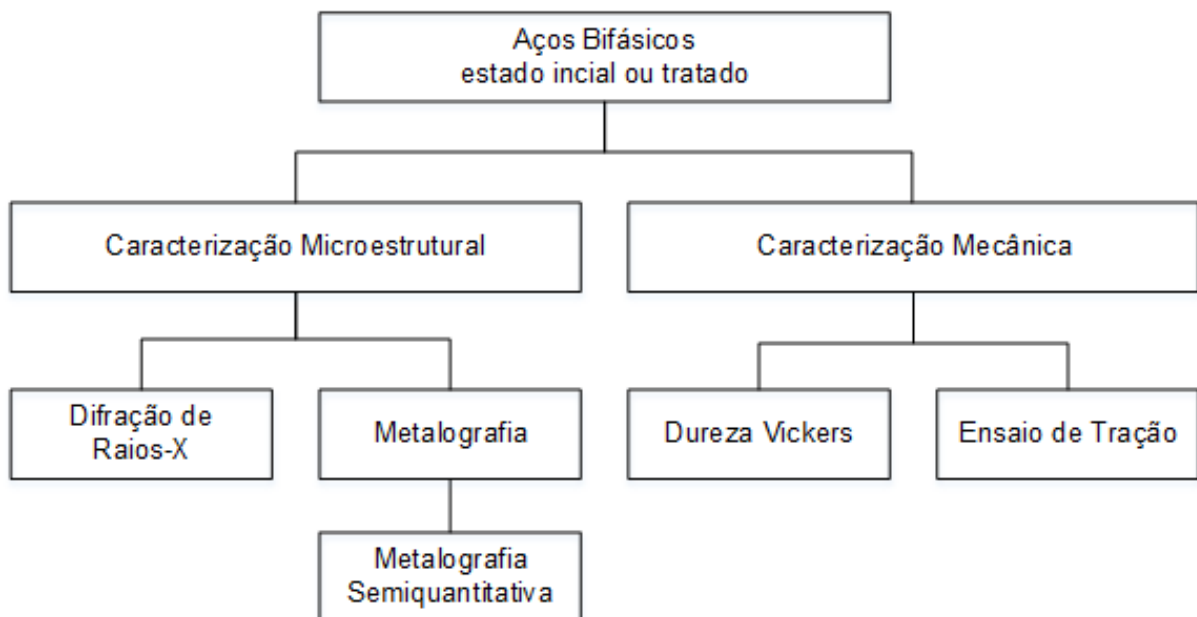 Aços Bifásicos
estado incial ou tratado
Caracterização Microestrutural
Caracterização Mecânica
Difração de
Raios-X
Metalografia
Dureza Vickers
Ensaio de Tração
Metalografia
Semiquantitativa